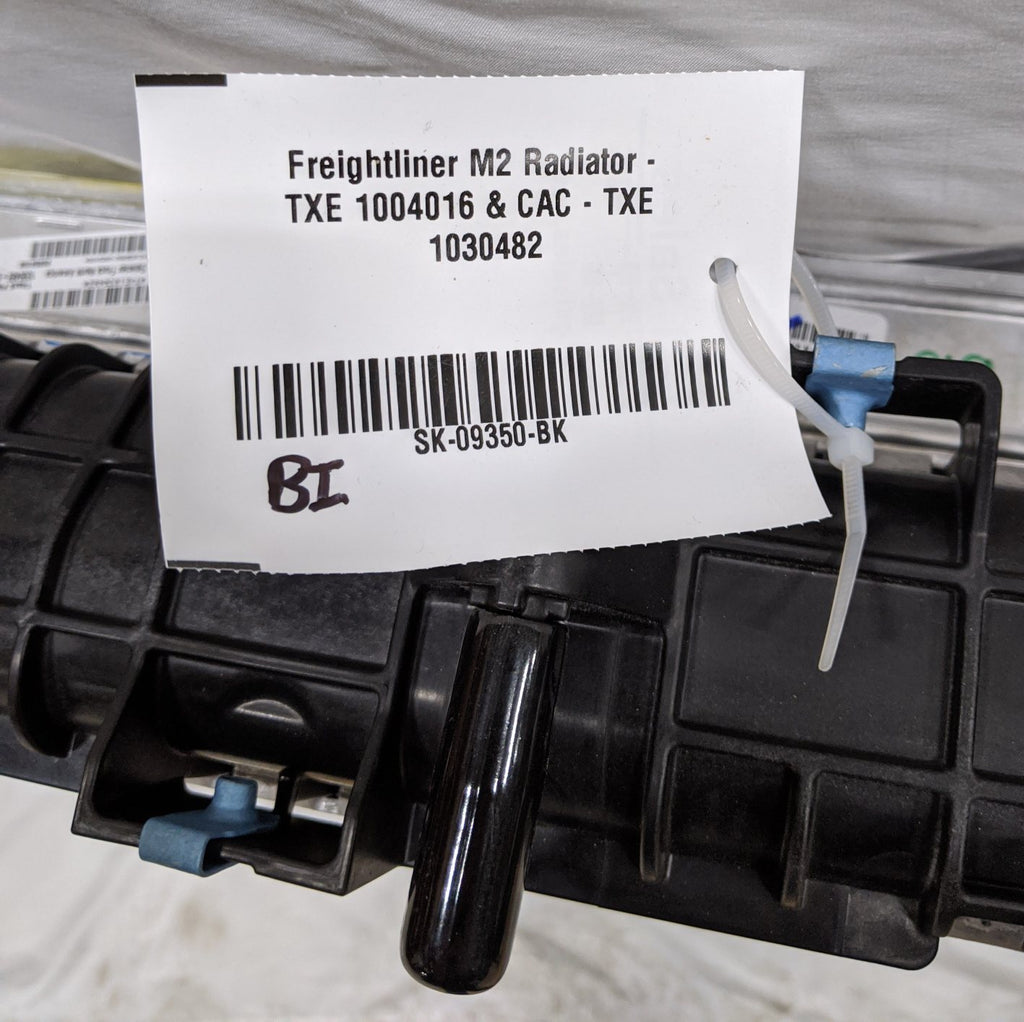 Freightliner M2 Radiator -
TXE 1004016 & CAC - TXE
1030482
SK-09350-BK
BI